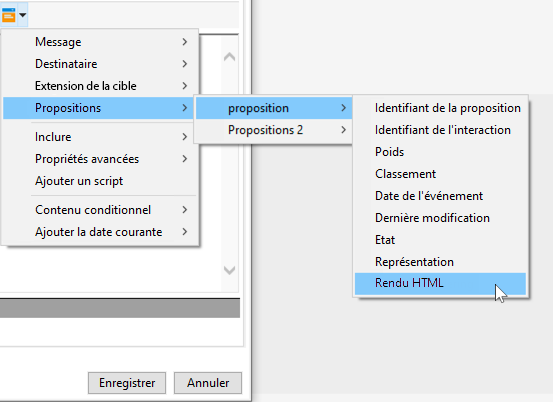 Message
Destinataire
Extension de la cible
Propositions
Inclure
Propriétés avancées
Ajouter un script
Contenu conditionnel
Ajouter la date courante
proposition
Propositions 2
Identifiant de la proposition
Identifiant de l'interaction
Poids
Classement
Date de l'événement
Dernière modification
Etat
Représentation
Rendu HTML
Enregistrer
Annuler